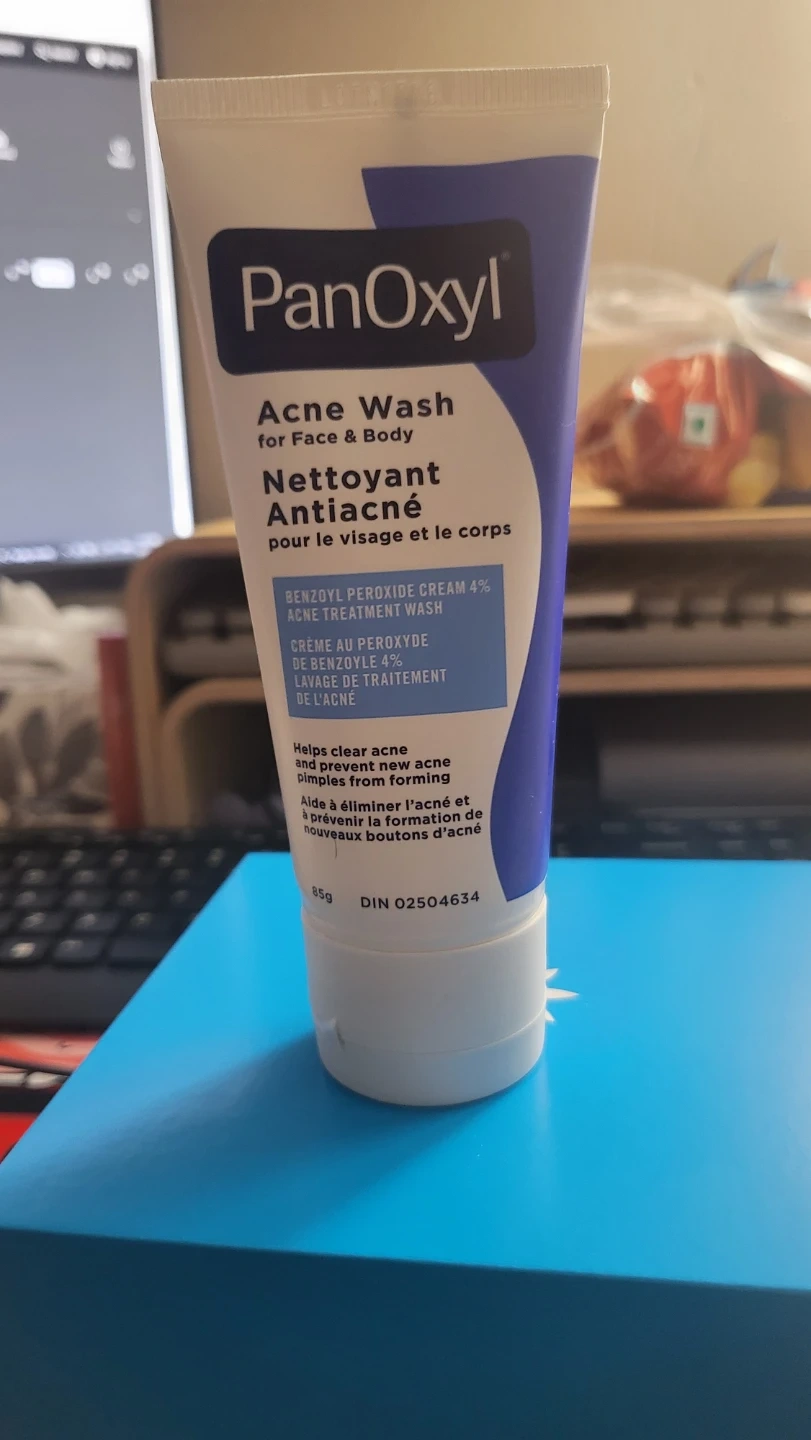 PanOxyl
Acne Wash
for Face & Body
Nettoyant
Antiacné
pour le visage et le corps
BENZOYL PEROXIDE CREAM 4%
ACNE TREATMENT WASH
CRÈME AU PEROXYDE
DE BENZOYLE 4%
LAVAGE DE TRAITEMENT
DE L'ACNÉ
Helps clear acne
and prevent new acne
pimples from forming
Aide à éliminer l'acné et
à prévenir la formation de
nouveaux boutons d'acné
85g DIN 02504634